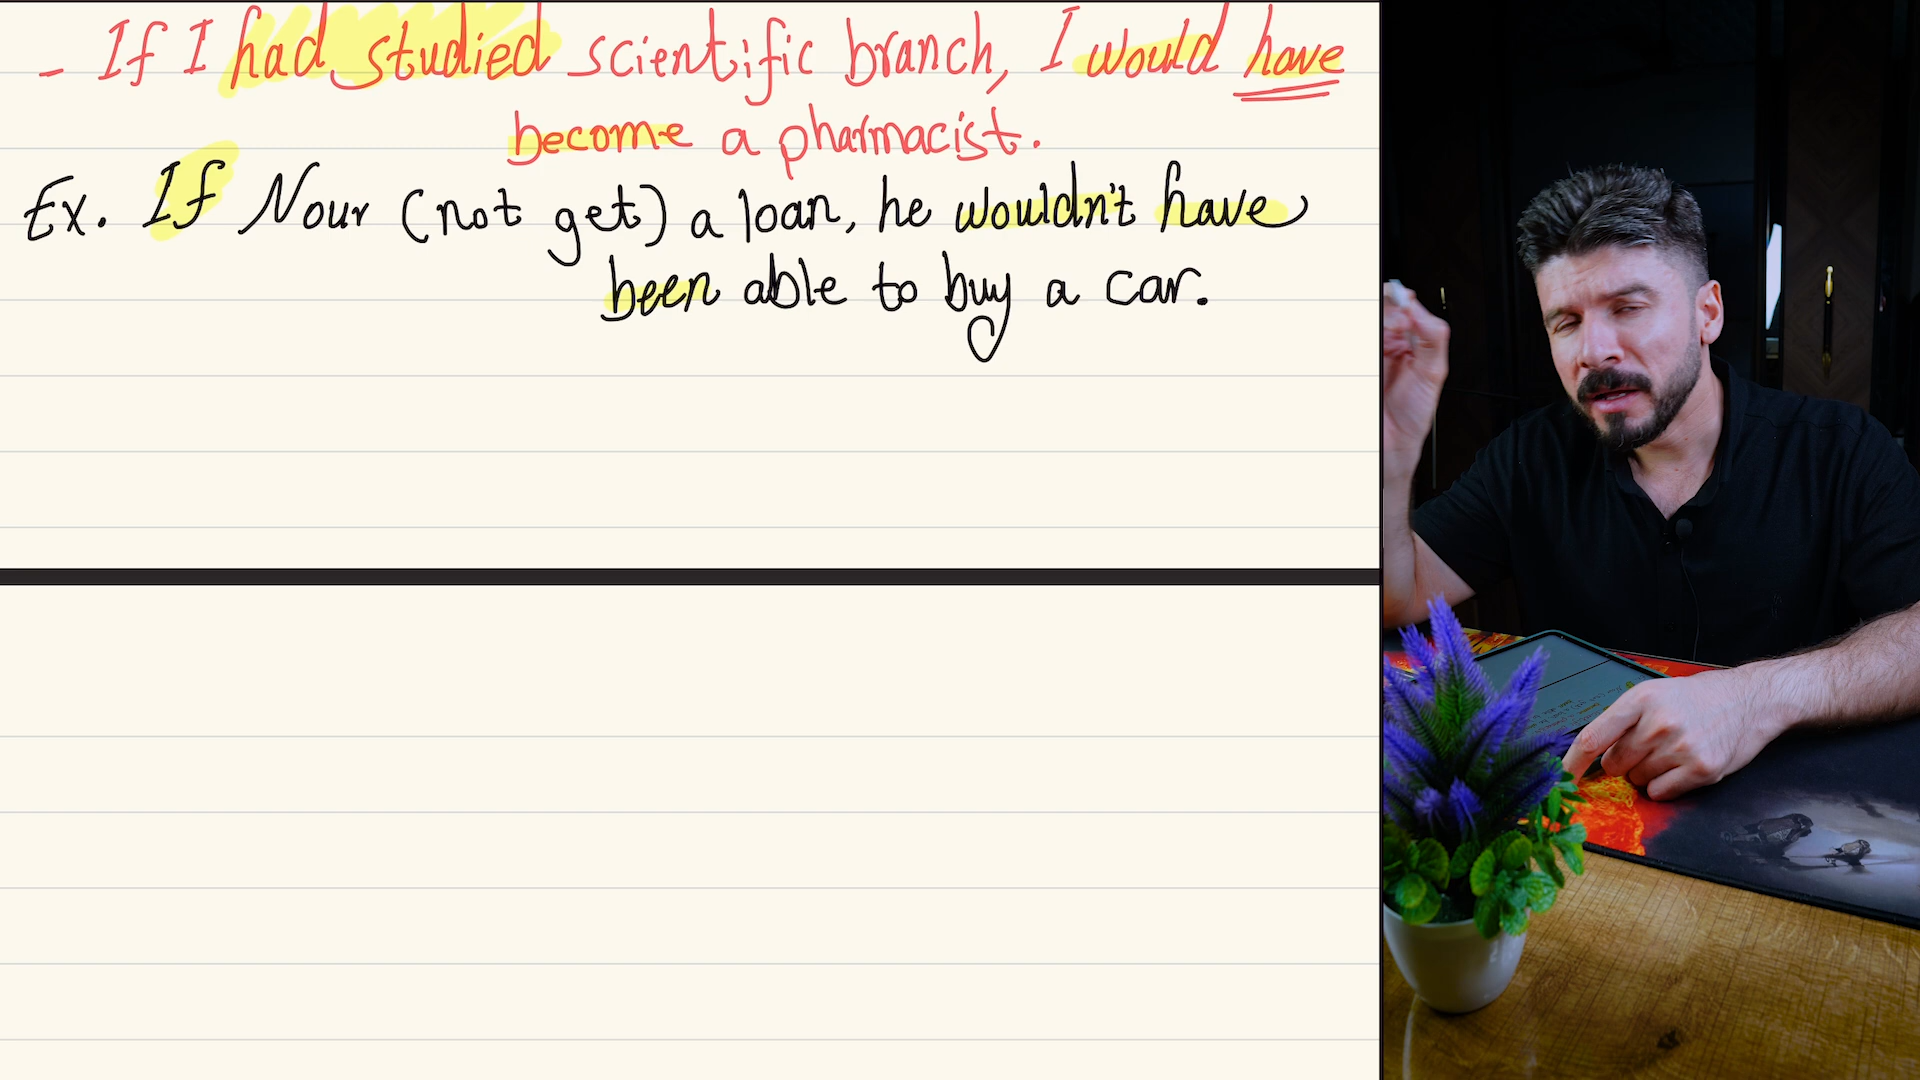 - If I had studied scientific branch, I would have
become a pharmacist.
Ex. If Nour (not get) a loan, he wouldn't have
been able to buy a car.